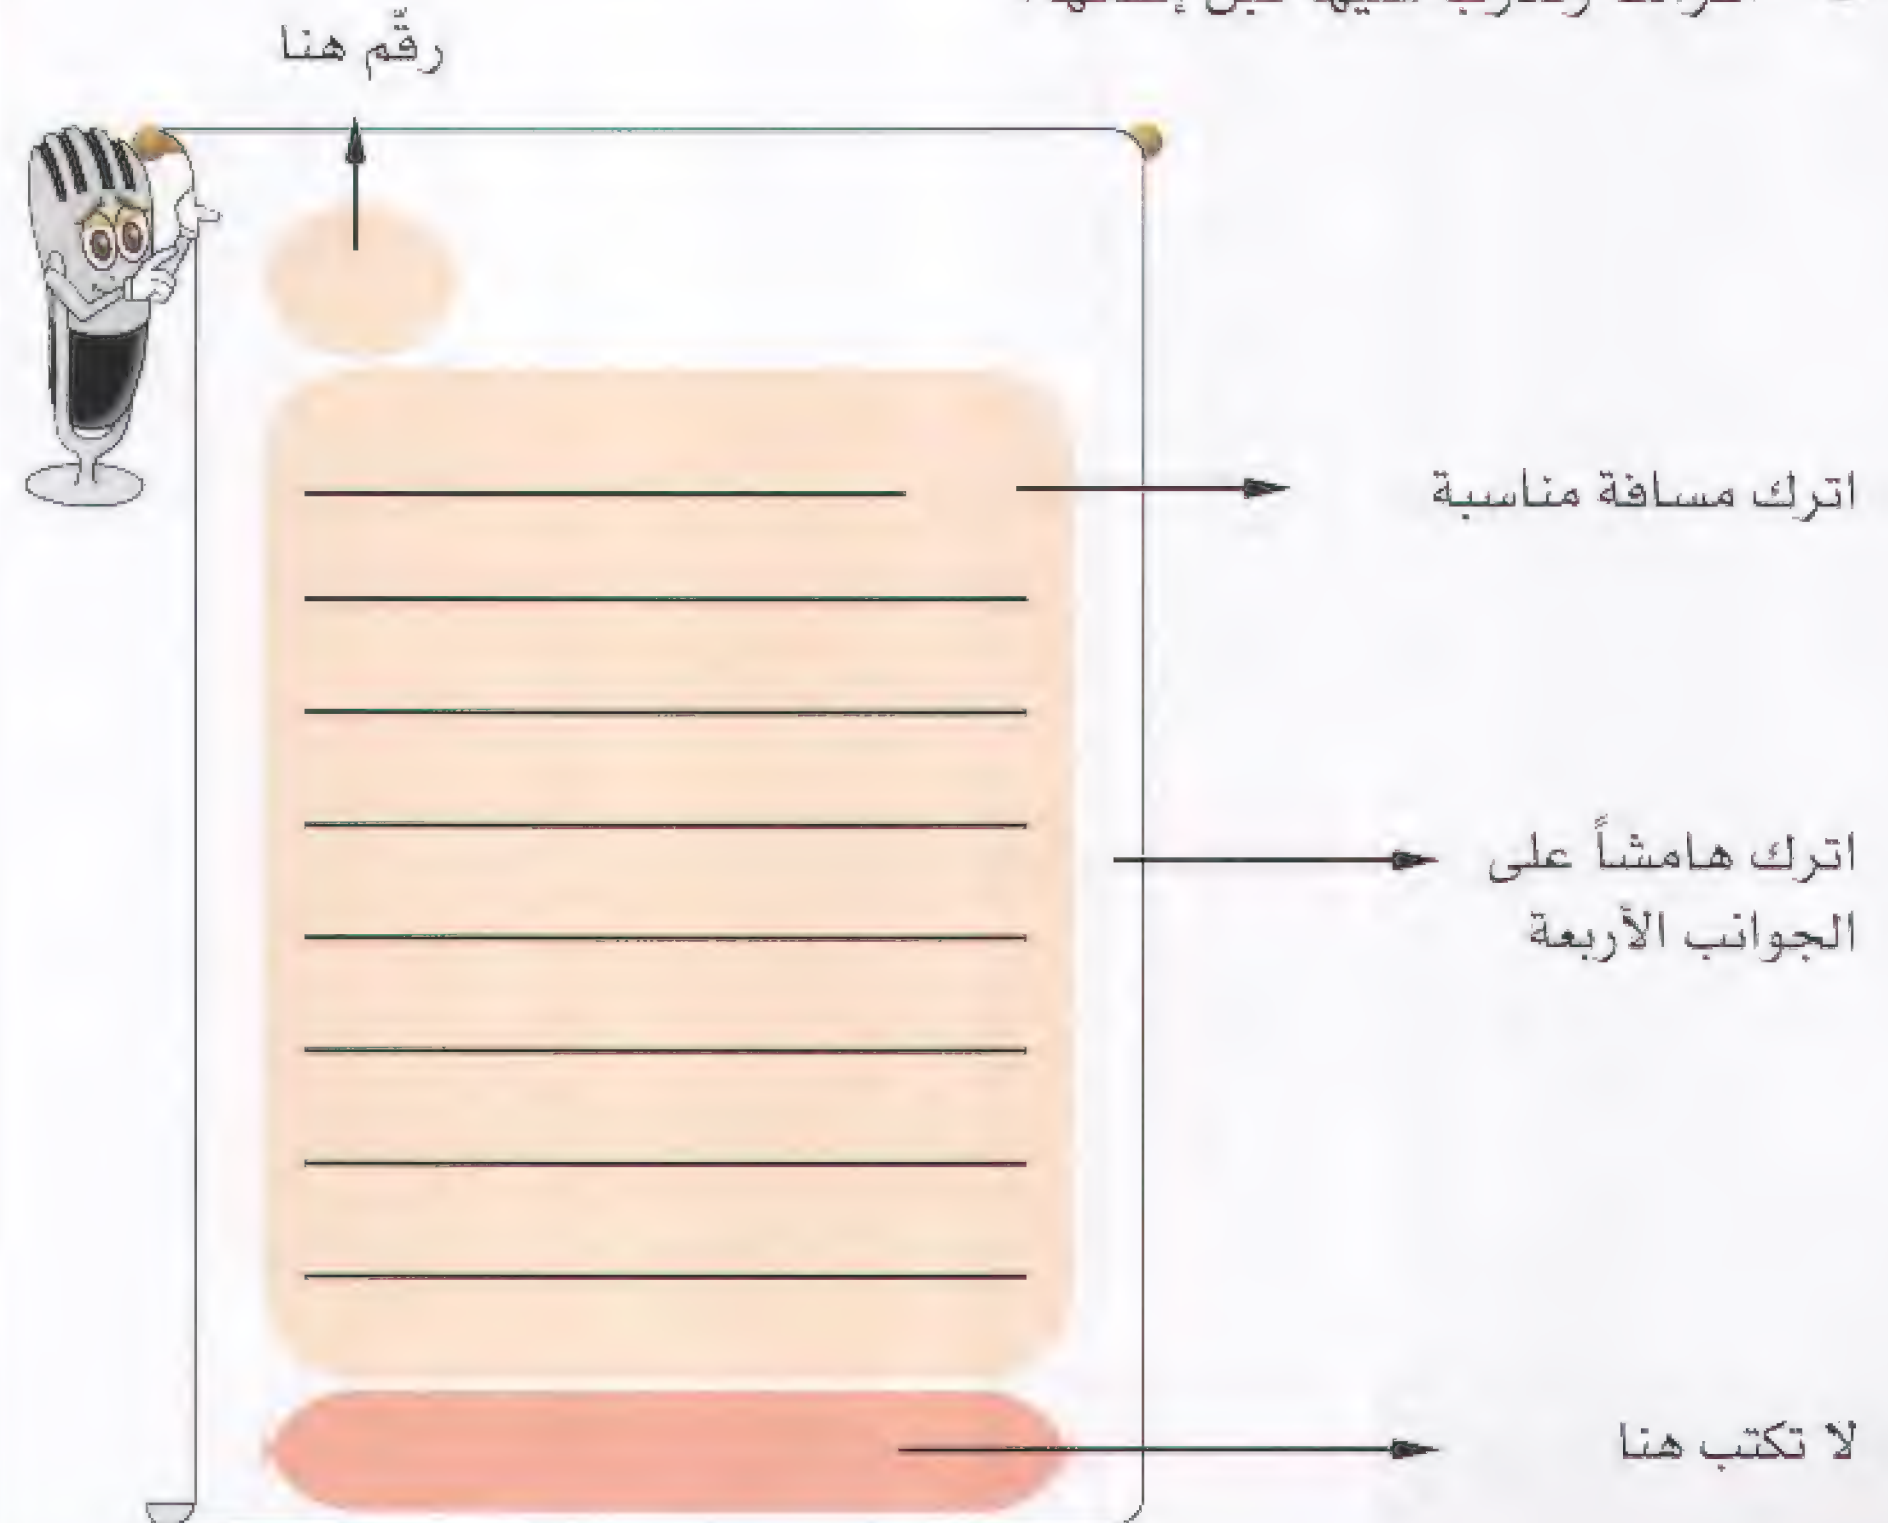 رقّم هنا
اترك مسافة مناسبة
اترك هامشاً على
الجوانب الأربعة
لا تكتب هنا